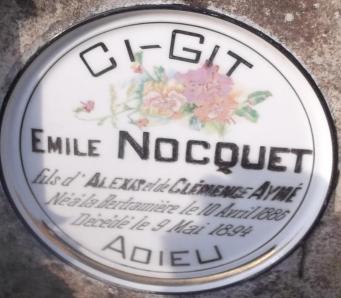 CI-GIT
EMILE NOCQUET
fils d' ALEXIS et de CLÉMENCE AYMÉ
Né à la Bertramière le 10 Avril 1886
Décédé le 9 Mai 1894
ADIEU